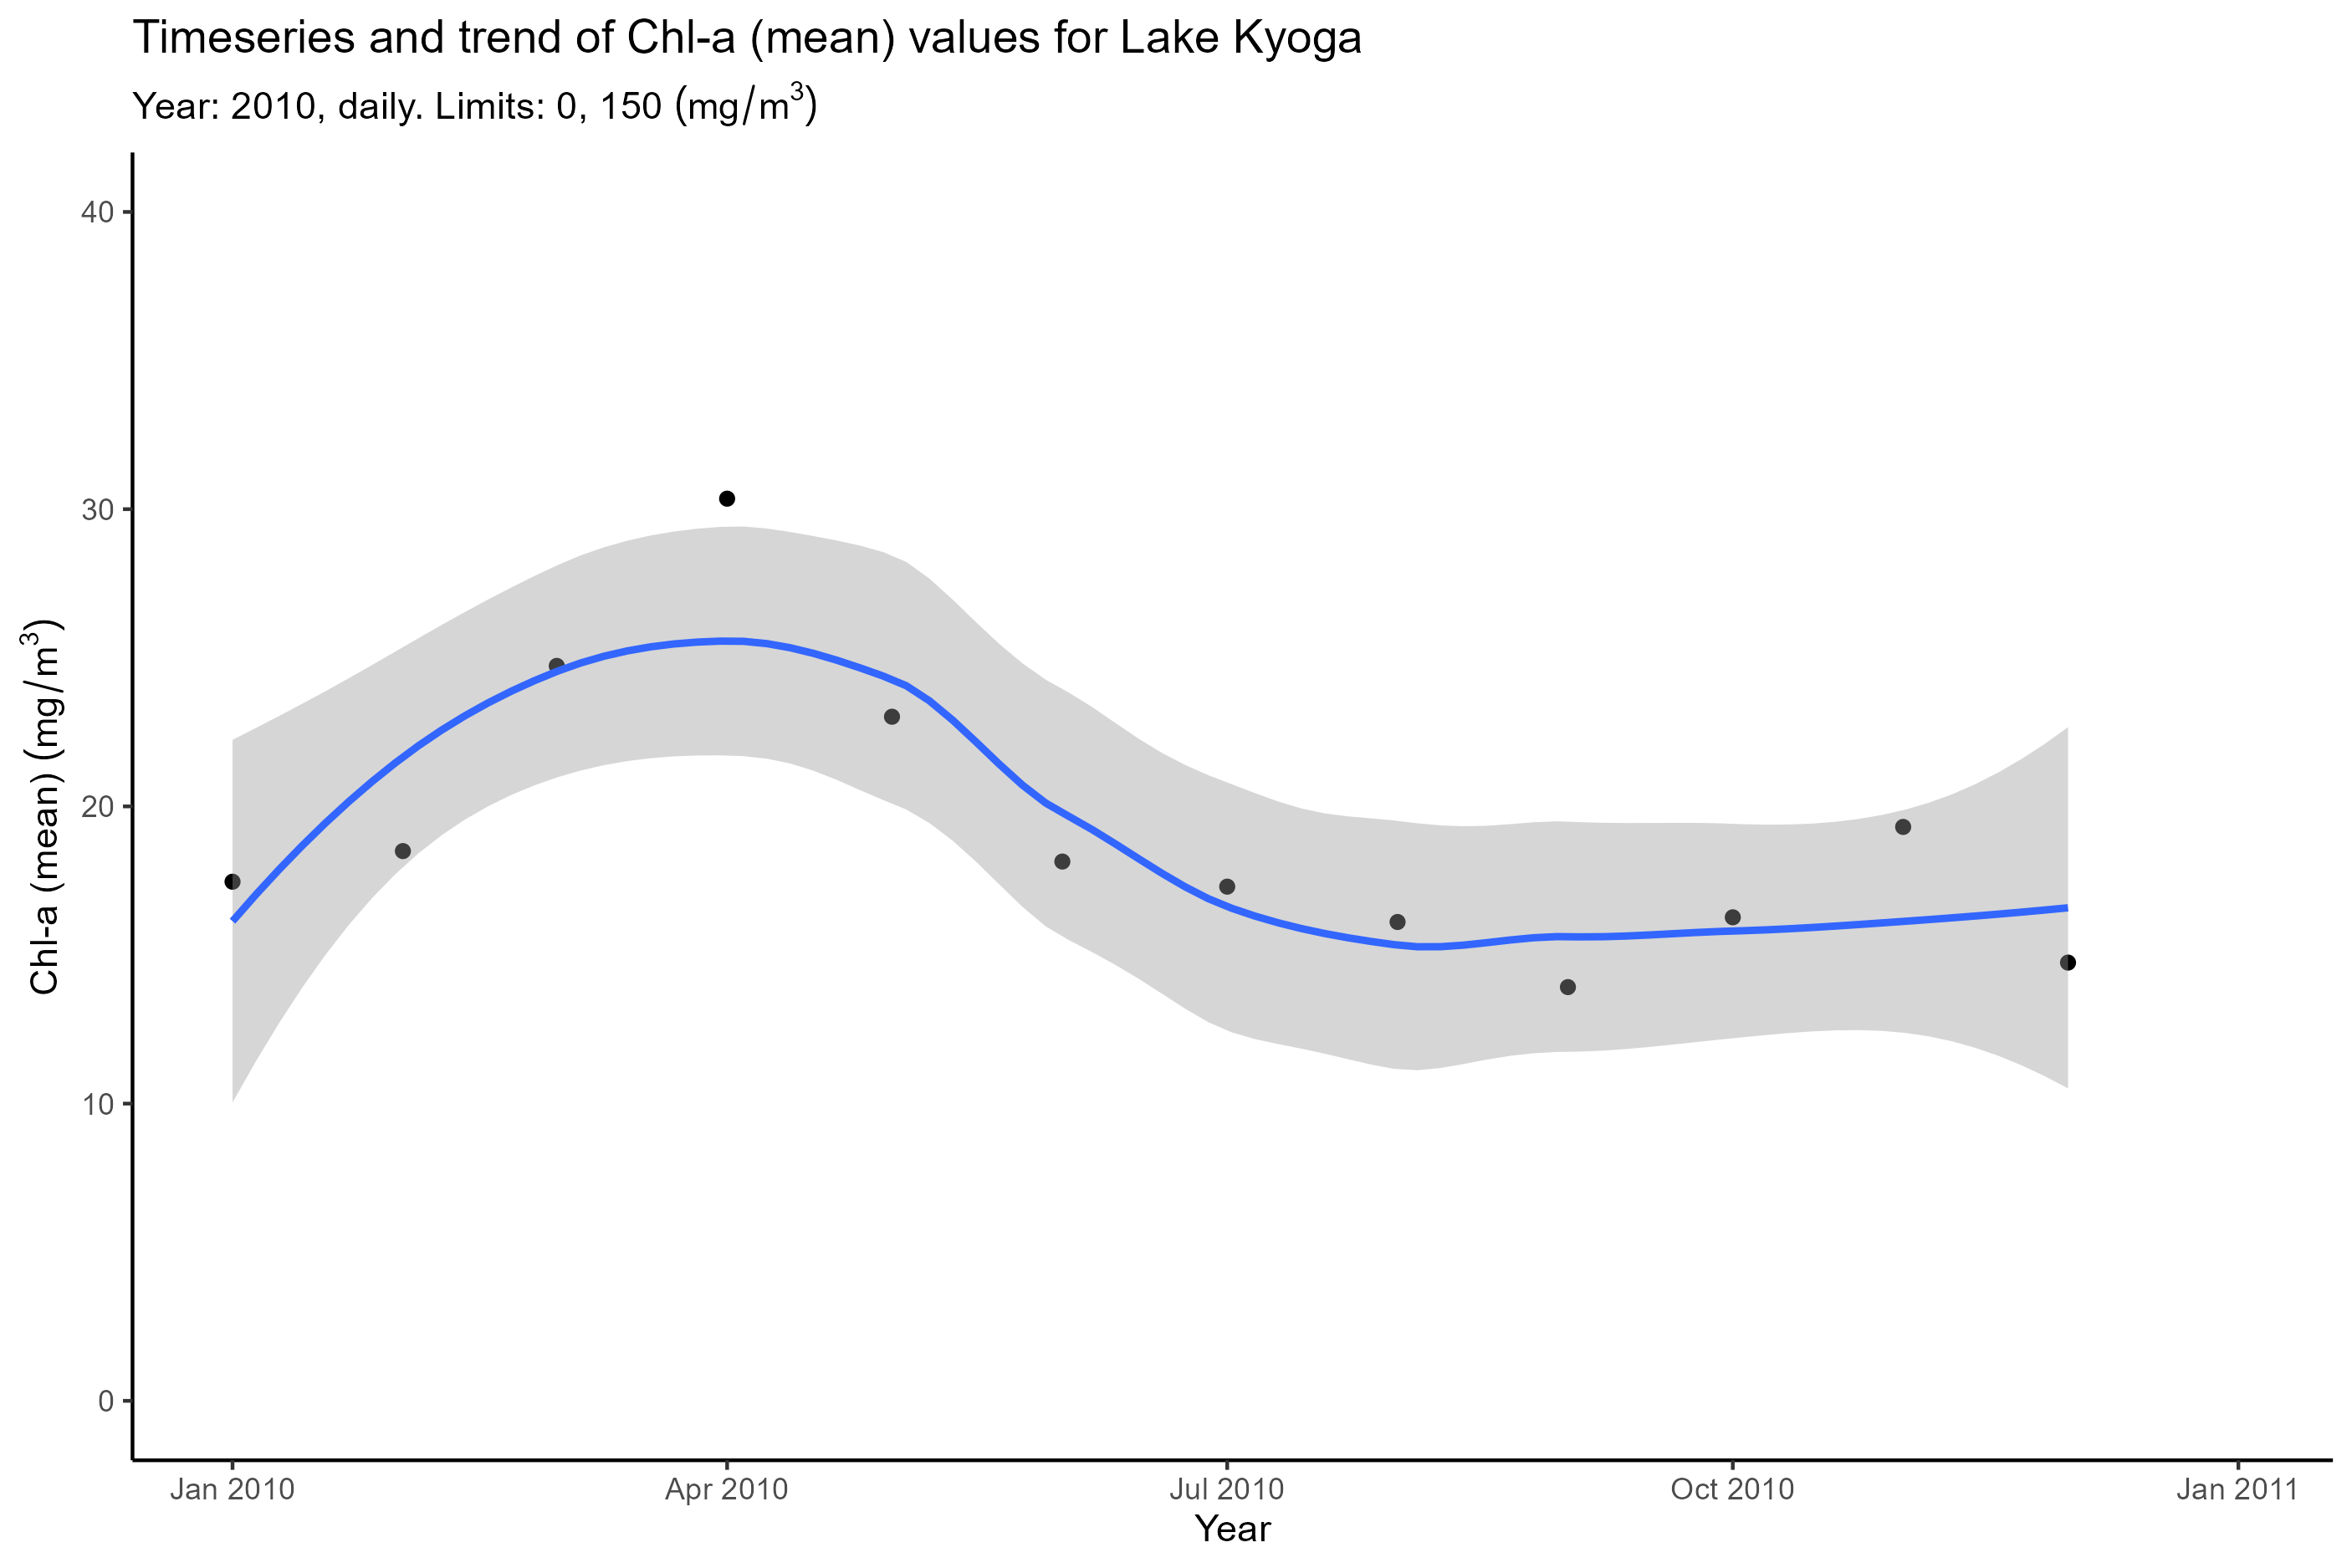 Timeseries and trend of Chl-a (mean) values for Lake Kyoga
Year: 2010, daily. Limits: 0, 150 (mg/m³)
Chl-a (mean) (mg/m³)
40
30
20
10
0
Jan 2010 Apr 2010 Jul 2010 Oct 2010 Jan 2011
Year